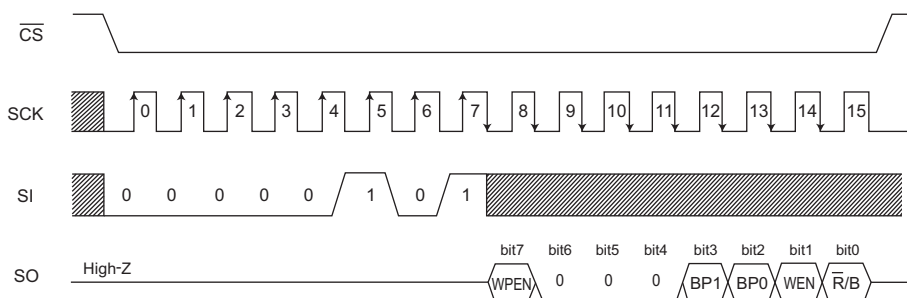 CS
SCK 0 1 2 3 4 5 6 7 8 9 10 11 12 13 14 15
SI 0 0 0 0 0 1 0 1
bit7 bit6 bit5 bit4 bit3 bit2 bit1 bit0
SO High-Z WPEN 0 0 0 BP1 BP0 WEN R̅/B